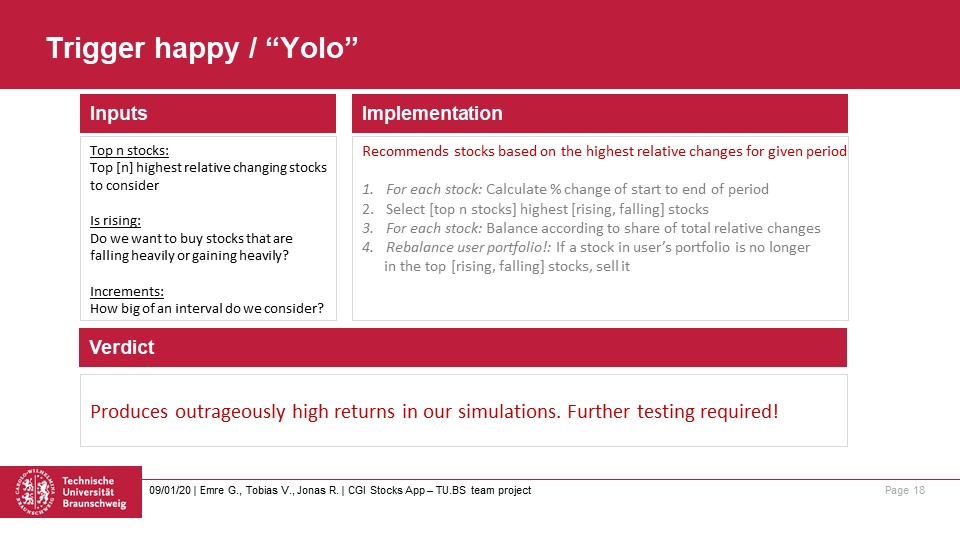 Trigger happy / “Yolo”
Inputs
Top n stocks:
Top [n] highest relative changing stocks
to consider
Is rising:
Do we want to buy stocks that are
falling heavily or gaining heavily?
Increments:
How big of an interval do we consider?
Implementation
Recommends stocks based on the highest relative changes for given period
1. For each stock: Calculate % change of start to end of period
2. Select [top n stocks] highest [rising, falling] stocks
3. For each stock: Balance according to share of total relative changes
4. Rebalance user portfolio!: If a stock in user’s portfolio is no longer
in the top [rising, falling] stocks, sell it
Verdict
Produces outrageously high returns in our simulations. Further testing required!
Technische
Universität
Braunschweig
09/01/20 | Emre G., Tobias V., Jonas R. | CGI Stocks App – TU.BS team project
Page 18